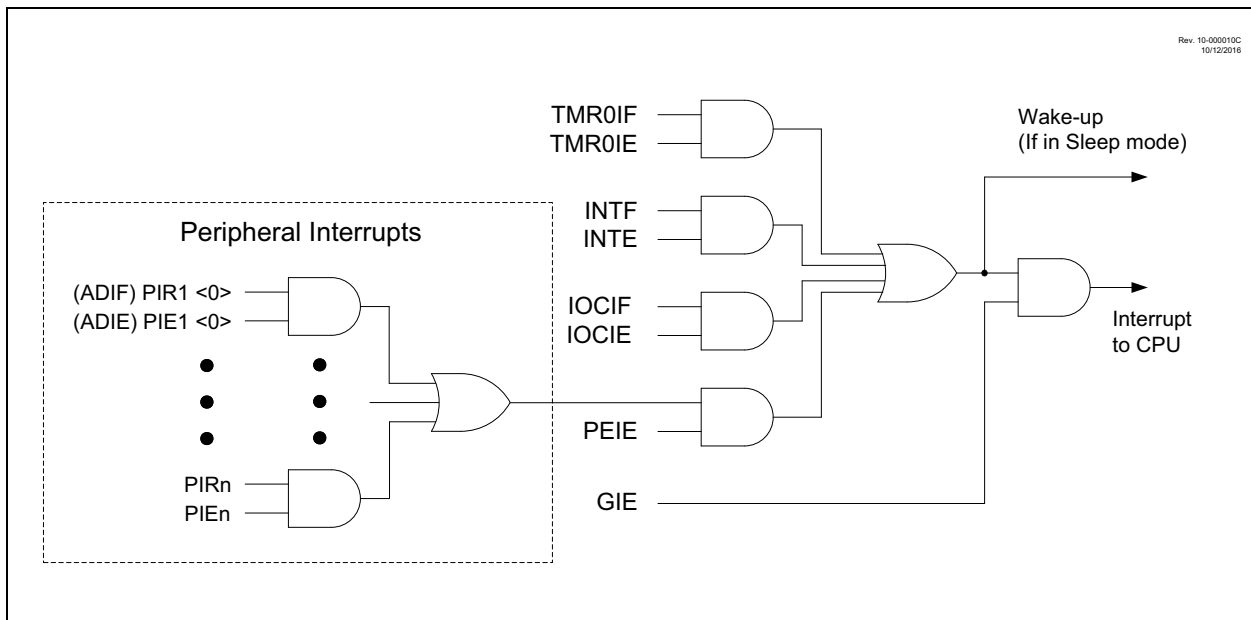 Rev. 10-000010C
10/12/2016
TMR0IF
TMR0IE
Wake-up
(If in Sleep mode)
INTF
INTE
Peripheral Interrupts
(ADIF) PIR1 <0>
(ADIE) PIE1 <0>
IOCIF
IOCIE
Interrupt
to CPU
PEIE
PIRn
PIEn
GIE